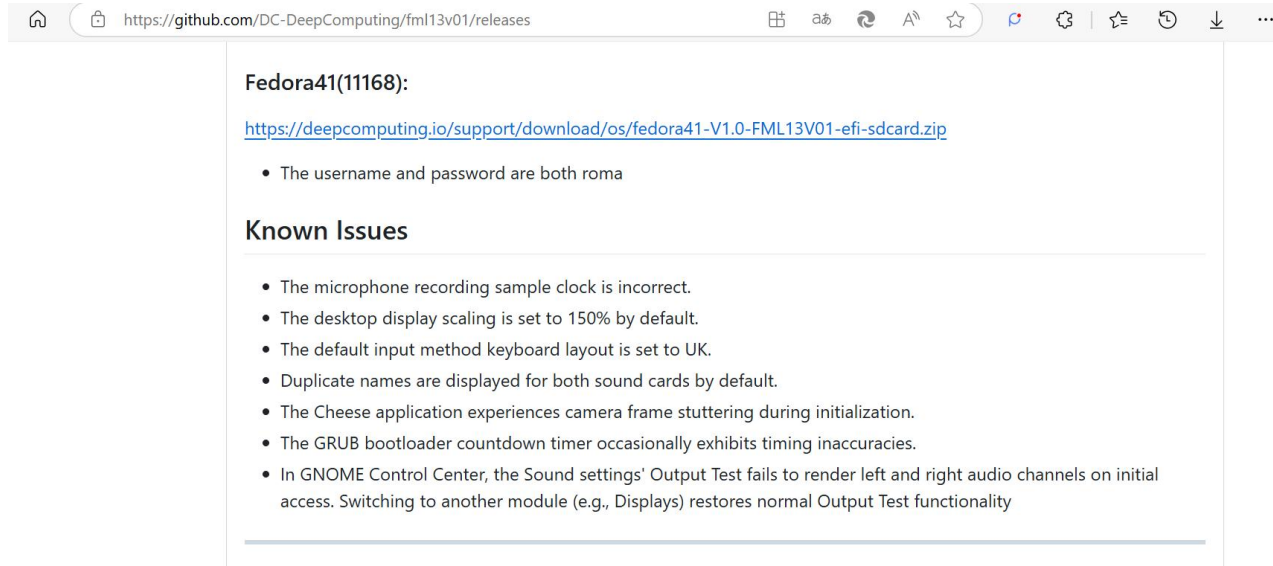 https://github.com/DC-DeepComputing/fml13v01/releases
Fedora41(11168):
https://deepcomputing.io/support/download/os/fedora41-V1.0-FML13V01-efi-sdcard.zip
• The username and password are both roma
Known Issues
• The microphone recording sample clock is incorrect.
• The desktop display scaling is set to 150% by default.
• The default input method keyboard layout is set to UK.
• Duplicate names are displayed for both sound cards by default.
• The Cheese application experiences camera frame stuttering during initialization.
• The GRUB bootloader countdown timer occasionally exhibits timing inaccuracies.
• In GNOME Control Center, the Sound settings' Output Test fails to render left and right audio channels on initial
access. Switching to another module (e.g., Displays) restores normal Output Test functionality